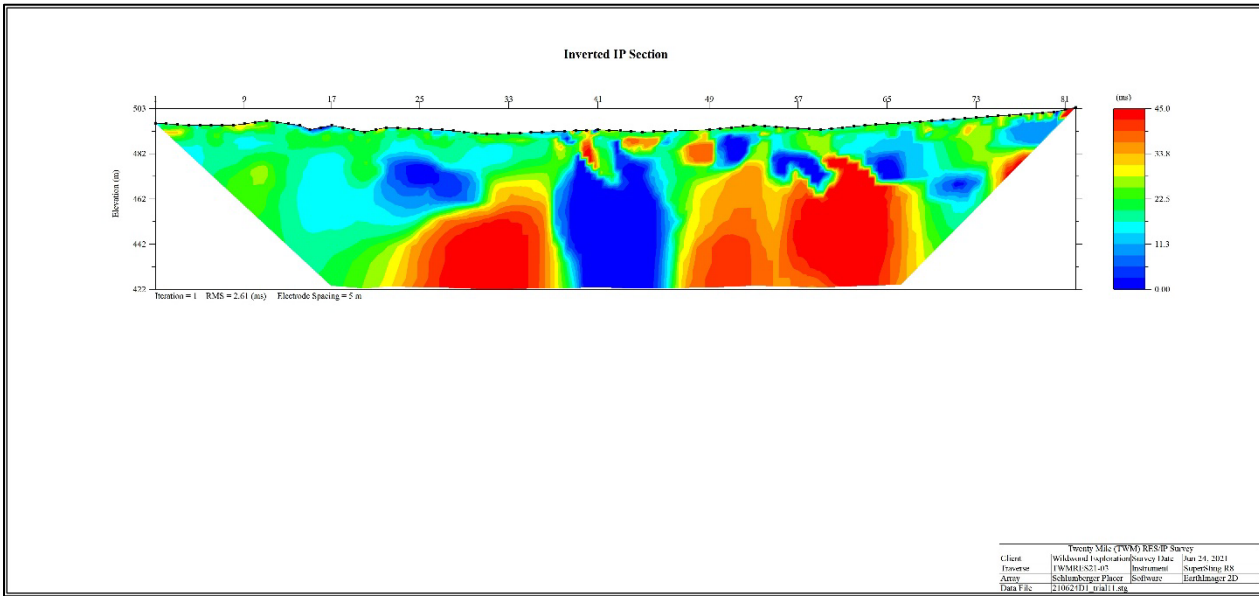 Inverted IP Section
1 9 17 25 33 41 49 57 65 73 81
(ms)
503 45.0
482 33.8
Elevation (m)
462 22.5
442 11.3
422 0.00
Iteration = 1 RMS = 2.61 (ms) Electrode Spacing = 5 m
Twenty Mile (TWM) RES/IP Survey
Client Wildwood Exploration Survey Date Jun 24, 2021
Traverse TWMRES21-03 Instrument SuperSting R8
Array Schlumberger Placer Software EarthImager 2D
Data File 210624D1_trial11.stg